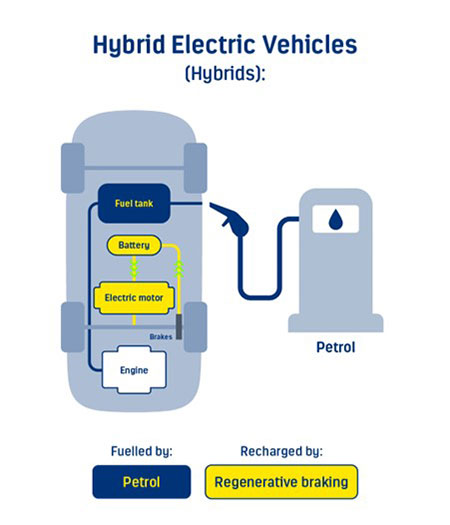 Hybrid Electric Vehicles
(Hybrids):
Fuel tank
Battery
Electric motor
Brakes
Engine
Petrol
Fuelled by:
Petrol
Recharged by:
Regenerative braking